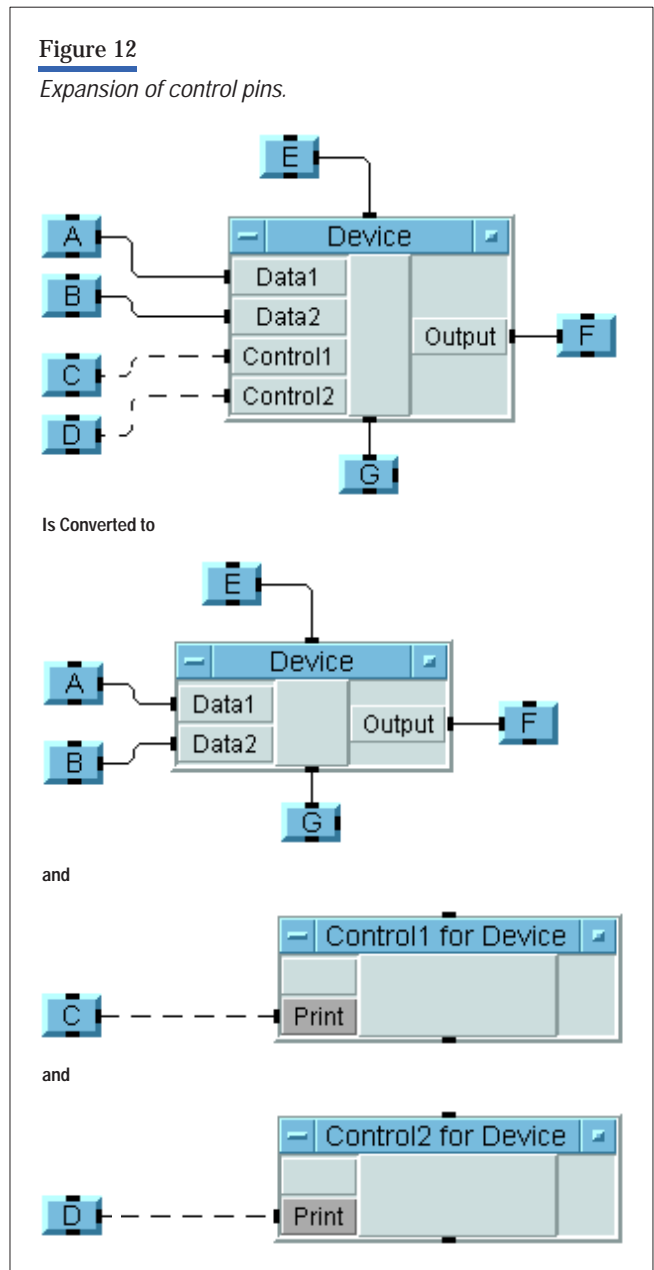 Figure 12
Expansion of control pins.
E
A
Device
Data1
B
Data2
Output
F
C
Control1
D
Control2
G
Is Converted to
E
Device
A
Data1
Output
F
B
Data2
G
and
Control1 for Device
C
Print
and
Control2 for Device
D
Print